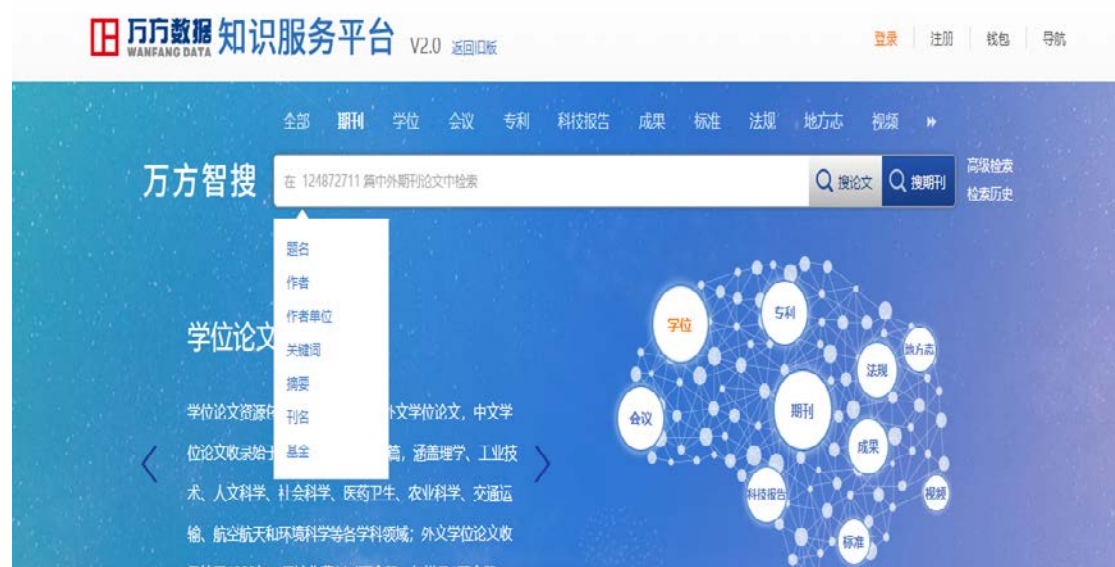 万方数据 知识服务平台 V2.0 返回旧版
WANFANG DATA
登录 注册 钱包 导航
全部 期刊 学位 会议 专利 科技报告 成果 标准 法规 地方志 视频
万方智搜 在 124872711 篇中外期刊论文中检索 搜论文 搜期刊
高级检索
检索历史
题名
作者
作者单位
关键词
摘要
刊名
基金
学位论文
学位论文资源 外文学位论文，中文学
位论文收录始于 篇，涵盖理学、工业技
术、人文科学、社会科学、医药卫生、农业科学、交通运
输、航空航天和环境科学等各学科领域；外文学位论文收
学位
专利
地方志
法规
会议
期刊
成果
科技报告
视频
标准